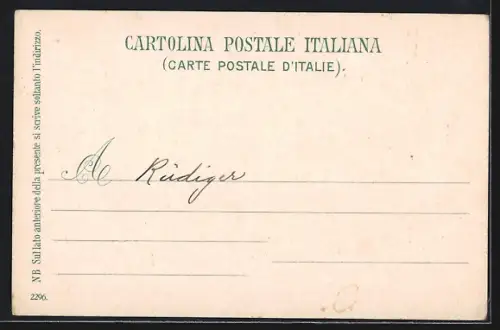 CARTOLINA POSTALE ITALIANA
(CARTE POSTALE D'ITALIE).
A Rüdiger
NB Sul lato anteriore della presente si scrive soltanto l'indirizzo.
2296.